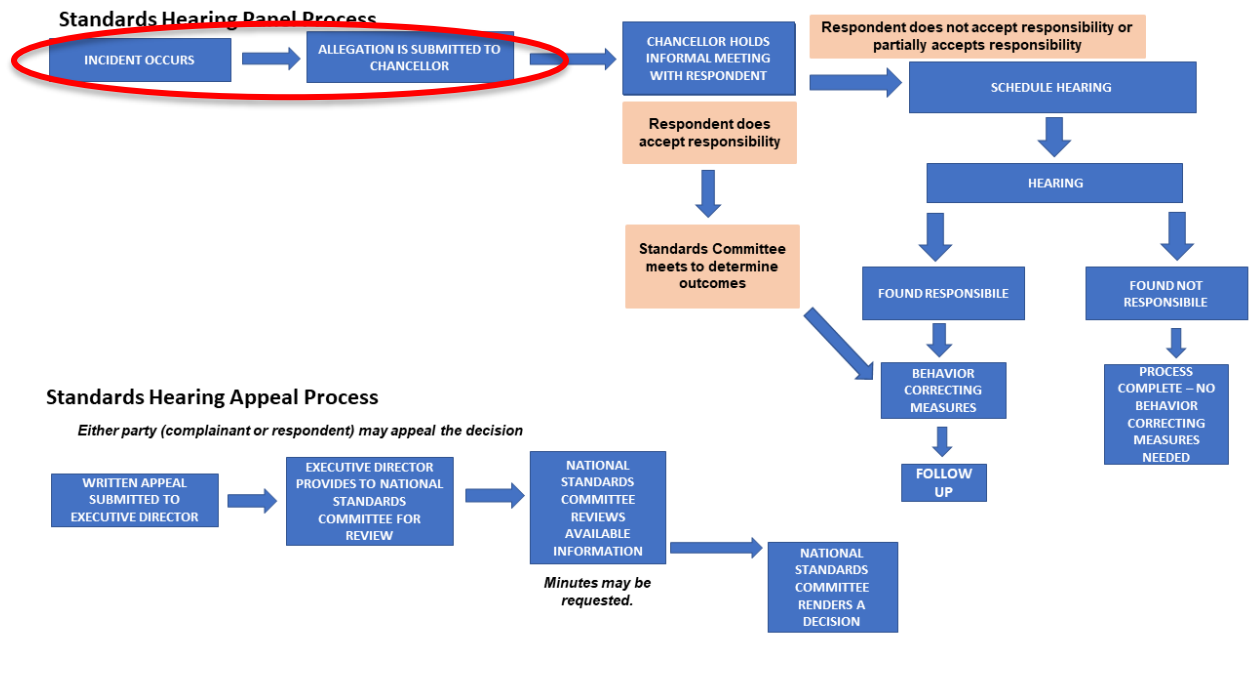 Standards Hearing Panel Process
INCIDENT OCCURS
ALLEGATION IS SUBMITTED TO
CHANCELLOR
CHANCELLOR HOLDS
INFORMAL MEETING
WITH RESPONDENT
Respondent does not accept responsibility or
partially accepts responsibility
SCHEDULE HEARING
Respondent does
accept responsibility
HEARING
Standards Committee
meets to determine
outcomes
FOUND RESPONSIBILE
FOUND NOT
RESPONSIBILE
BEHAVIOR
CORRECTING
MEASURES
PROCESS
COMPLETE – NO
BEHAVIOR
CORRECTING
MEASURES
NEEDED
FOLLOW
UP
Standards Hearing Appeal Process
Either party (complainant or respondent) may appeal the decision
WRITTEN APPEAL
SUBMITTED TO
EXECUTIVE DIRECTOR
EXECUTIVE DIRECTOR
PROVIDES TO NATIONAL
STANDARDS
COMMITTEE FOR
REVIEW
NATIONAL
STANDARDS
COMMITTEE
REVIEWS
AVAILABLE
INFORMATION
Minutes may be
requested.
NATIONAL
STANDARDS
COMMITTEE
RENDERS A
DECISION